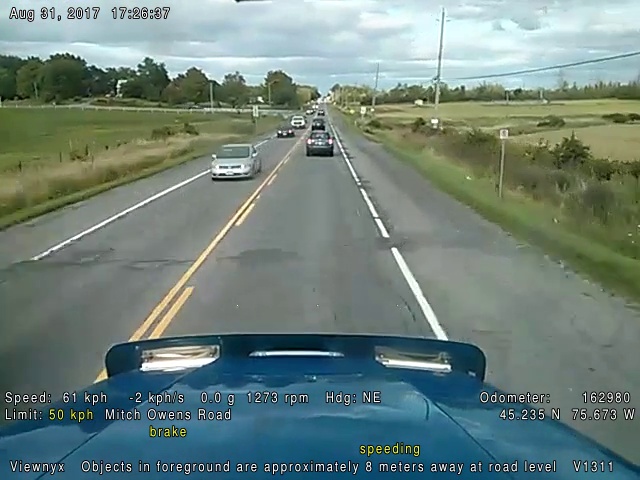 Aug 31, 2017 17:26:37
Speed: 61 kph -2 kph/s 0.0 g 1273 rpm Hdg: NE Odometer: 162980
Limit: 50 kph Mitch Owens Road 45.235 N 75.673 W
brake
speeding
Viewnyx Objects in foreground are approximately 8 meters away at road level V1311